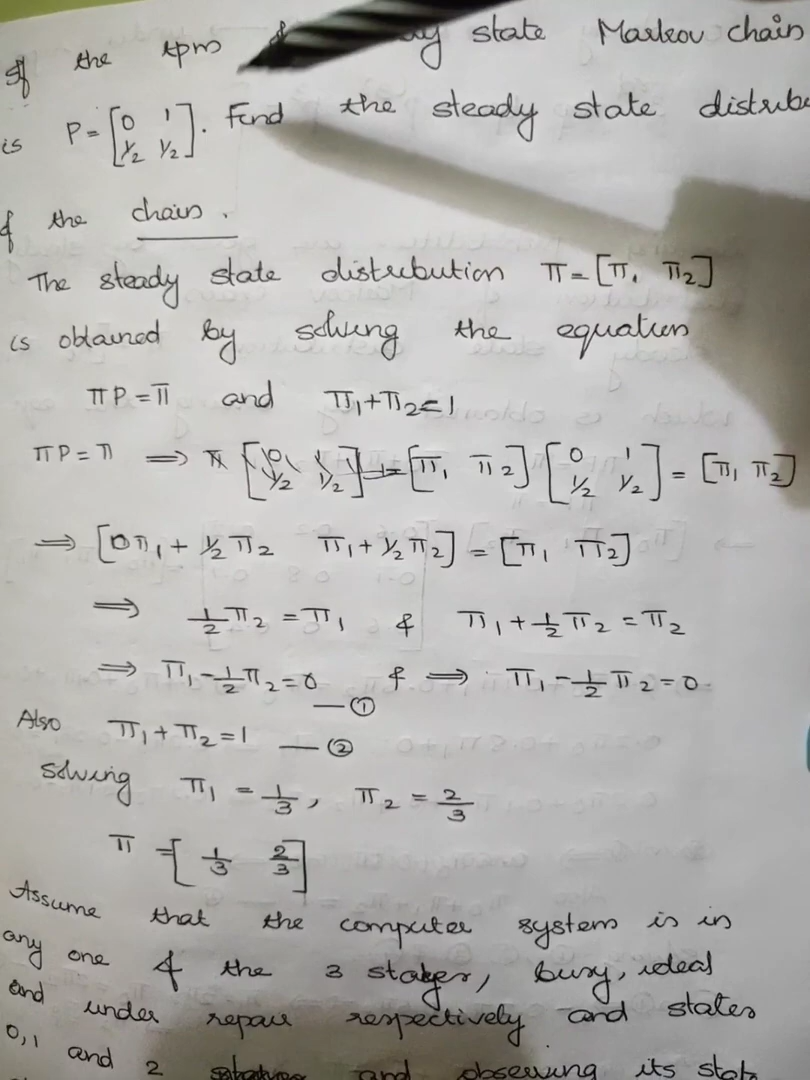 If the tpm state Markov chain
is P = [0 1 ; 1/2 1/2]. Find the steady state
of the chain.
The steady state distribution π = [π₁ π₂]
is obtained by solving the equation
πP = π and π₁ + π₂ = 1
πP = π ⟹ [π₁ π₂] [0 1 ; 1/2 1/2] = [π₁ π₂]
⟹ [0π₁ + 1/2 π₂ π₁ + 1/2 π₂] = [π₁ π₂]
⟹ 1/2 π₂ = π₁ & π₁ + 1/2 π₂ = π₂
⟹ π₁ - 1/2 π₂ = 0 & ⟹ π₁ - 1/2 π₂ = 0
— ①
Also π₁ + π₂ = 1 — ②
Solving π₁ = 1/3, π₂ = 2/3
π = [1/3 2/3]
Assume that the computer system is in
any one of the 3 stages, busy, ideal
and under repair respectively and states
0,1 and 2 and observing its